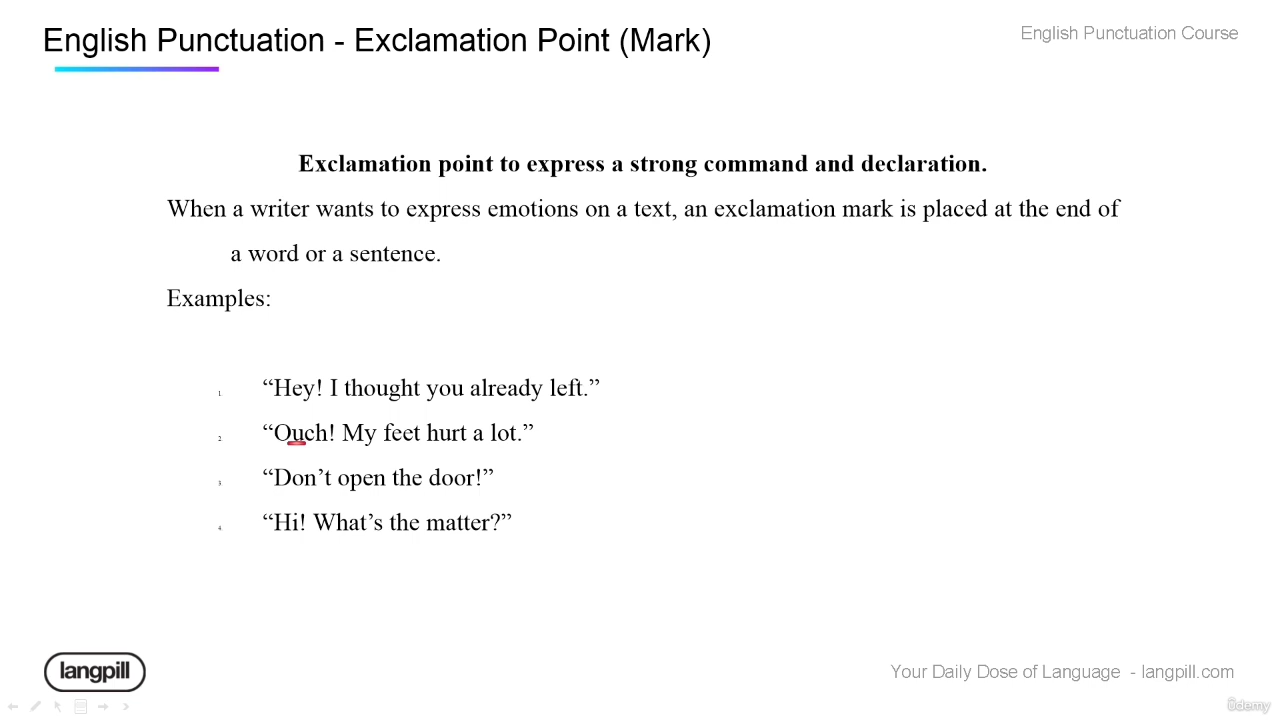 English Punctuation - Exclamation Point (Mark)
English Punctuation Course
Exclamation point to express a strong command and declaration.
When a writer wants to express emotions on a text, an exclamation mark is placed at the end of
a word or a sentence.
Examples:
1. “Hey! I thought you already left.”
2. “Ouch! My feet hurt a lot.”
3. “Don’t open the door!”
4. “Hi! What’s the matter?”
langpill
Your Daily Dose of Language - langpill.com
ûdemy